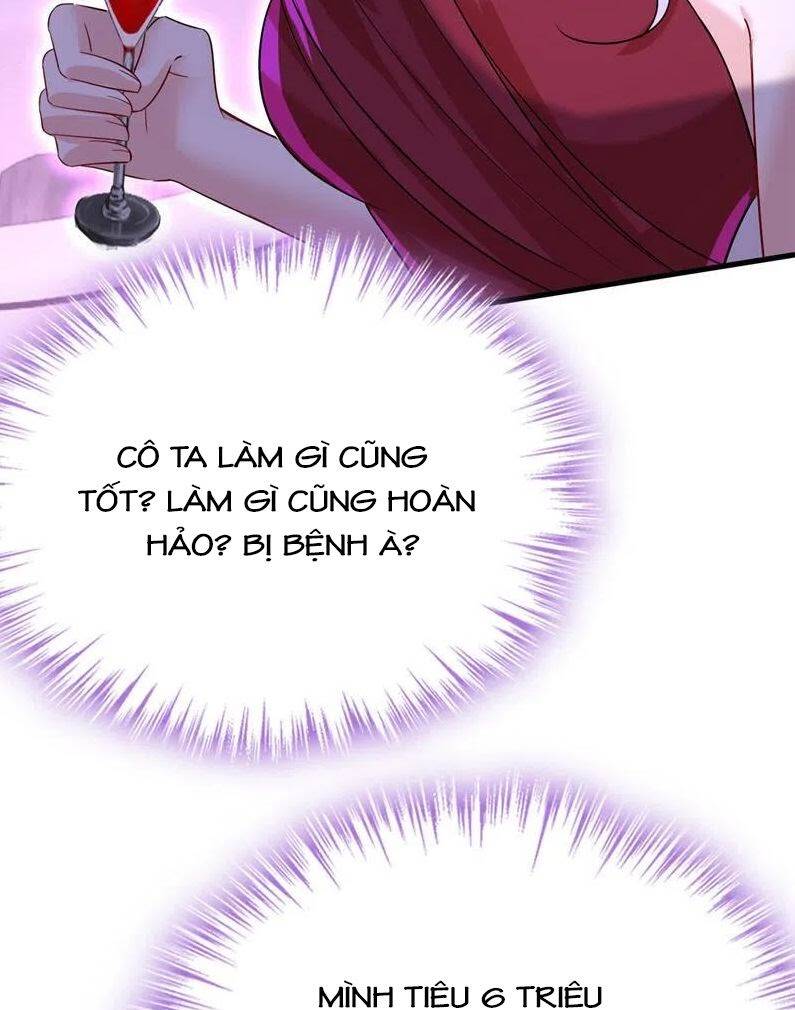 CÔ TA LÀM GÌ CŨNG
TỐT? LÀM GÌ CŨNG HOÀN
HẢO? BỊ BỆNH À?
MÌNH TIÊU 6 TRIỆU